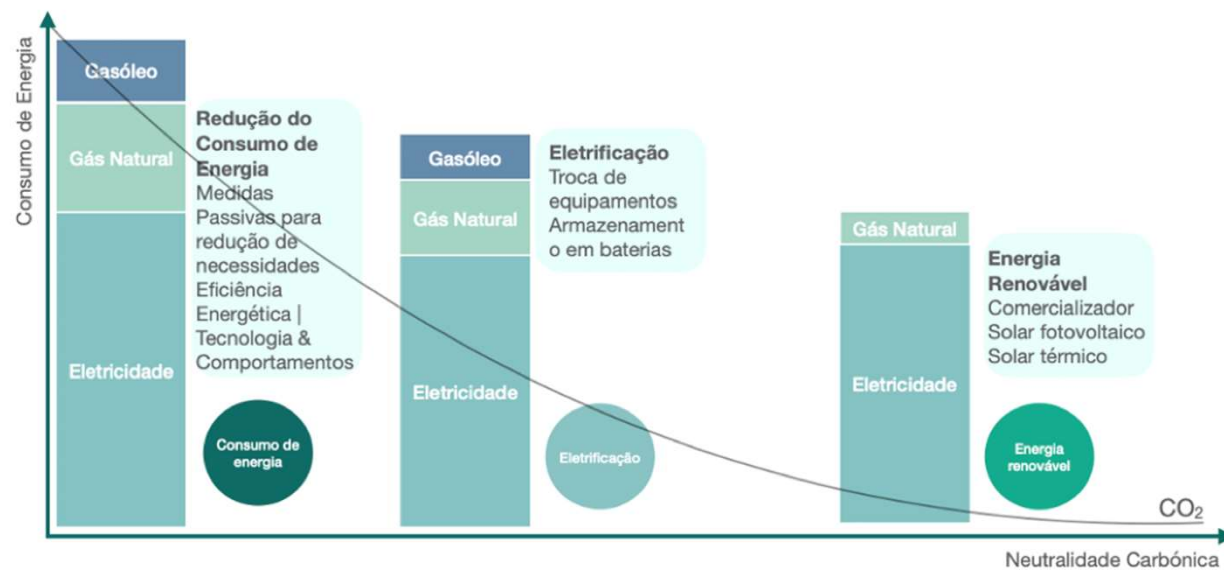 Consumo de Energia
Gasóleo
Gás Natural
Eletricidade
Redução do
Consumo de
Energia
Medidas
Passivas para
redução de
necessidades
Eficiência
Energética |
Tecnologia &
Comportamentos
Consumo de
energia
Gasóleo
Gás Natural
Eletricidade
Eletrificação
Troca de
equipamentos
Armazenament
o em baterias
Eletrificação
Gás Natural
Eletricidade
Energia
Renovável
Comercializador
Solar fotovoltaico
Solar térmico
Energia
renovável
CO₂
Neutralidade Carbónica